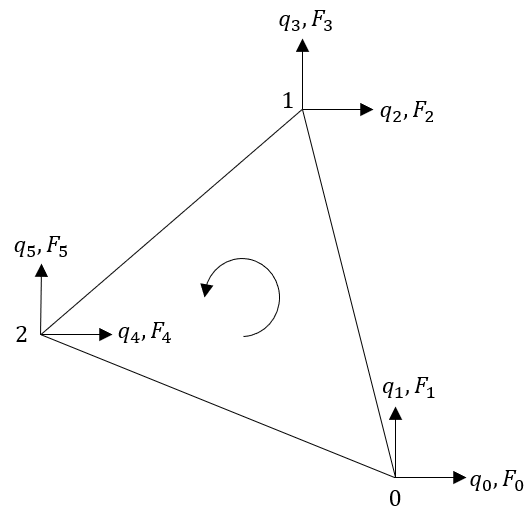 q₃, F₃
1
q₂, F₂
q₅, F₅
2
q₄, F₄
q₁, F₁
q₀, F₀
0